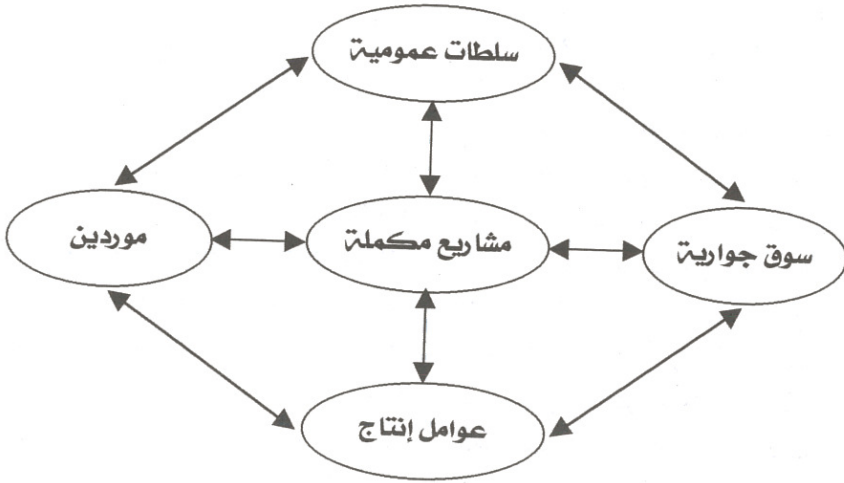 سلطات عمومية
موردين
مشاريع مكملة
سوق جوارية
عوامل إنتاج